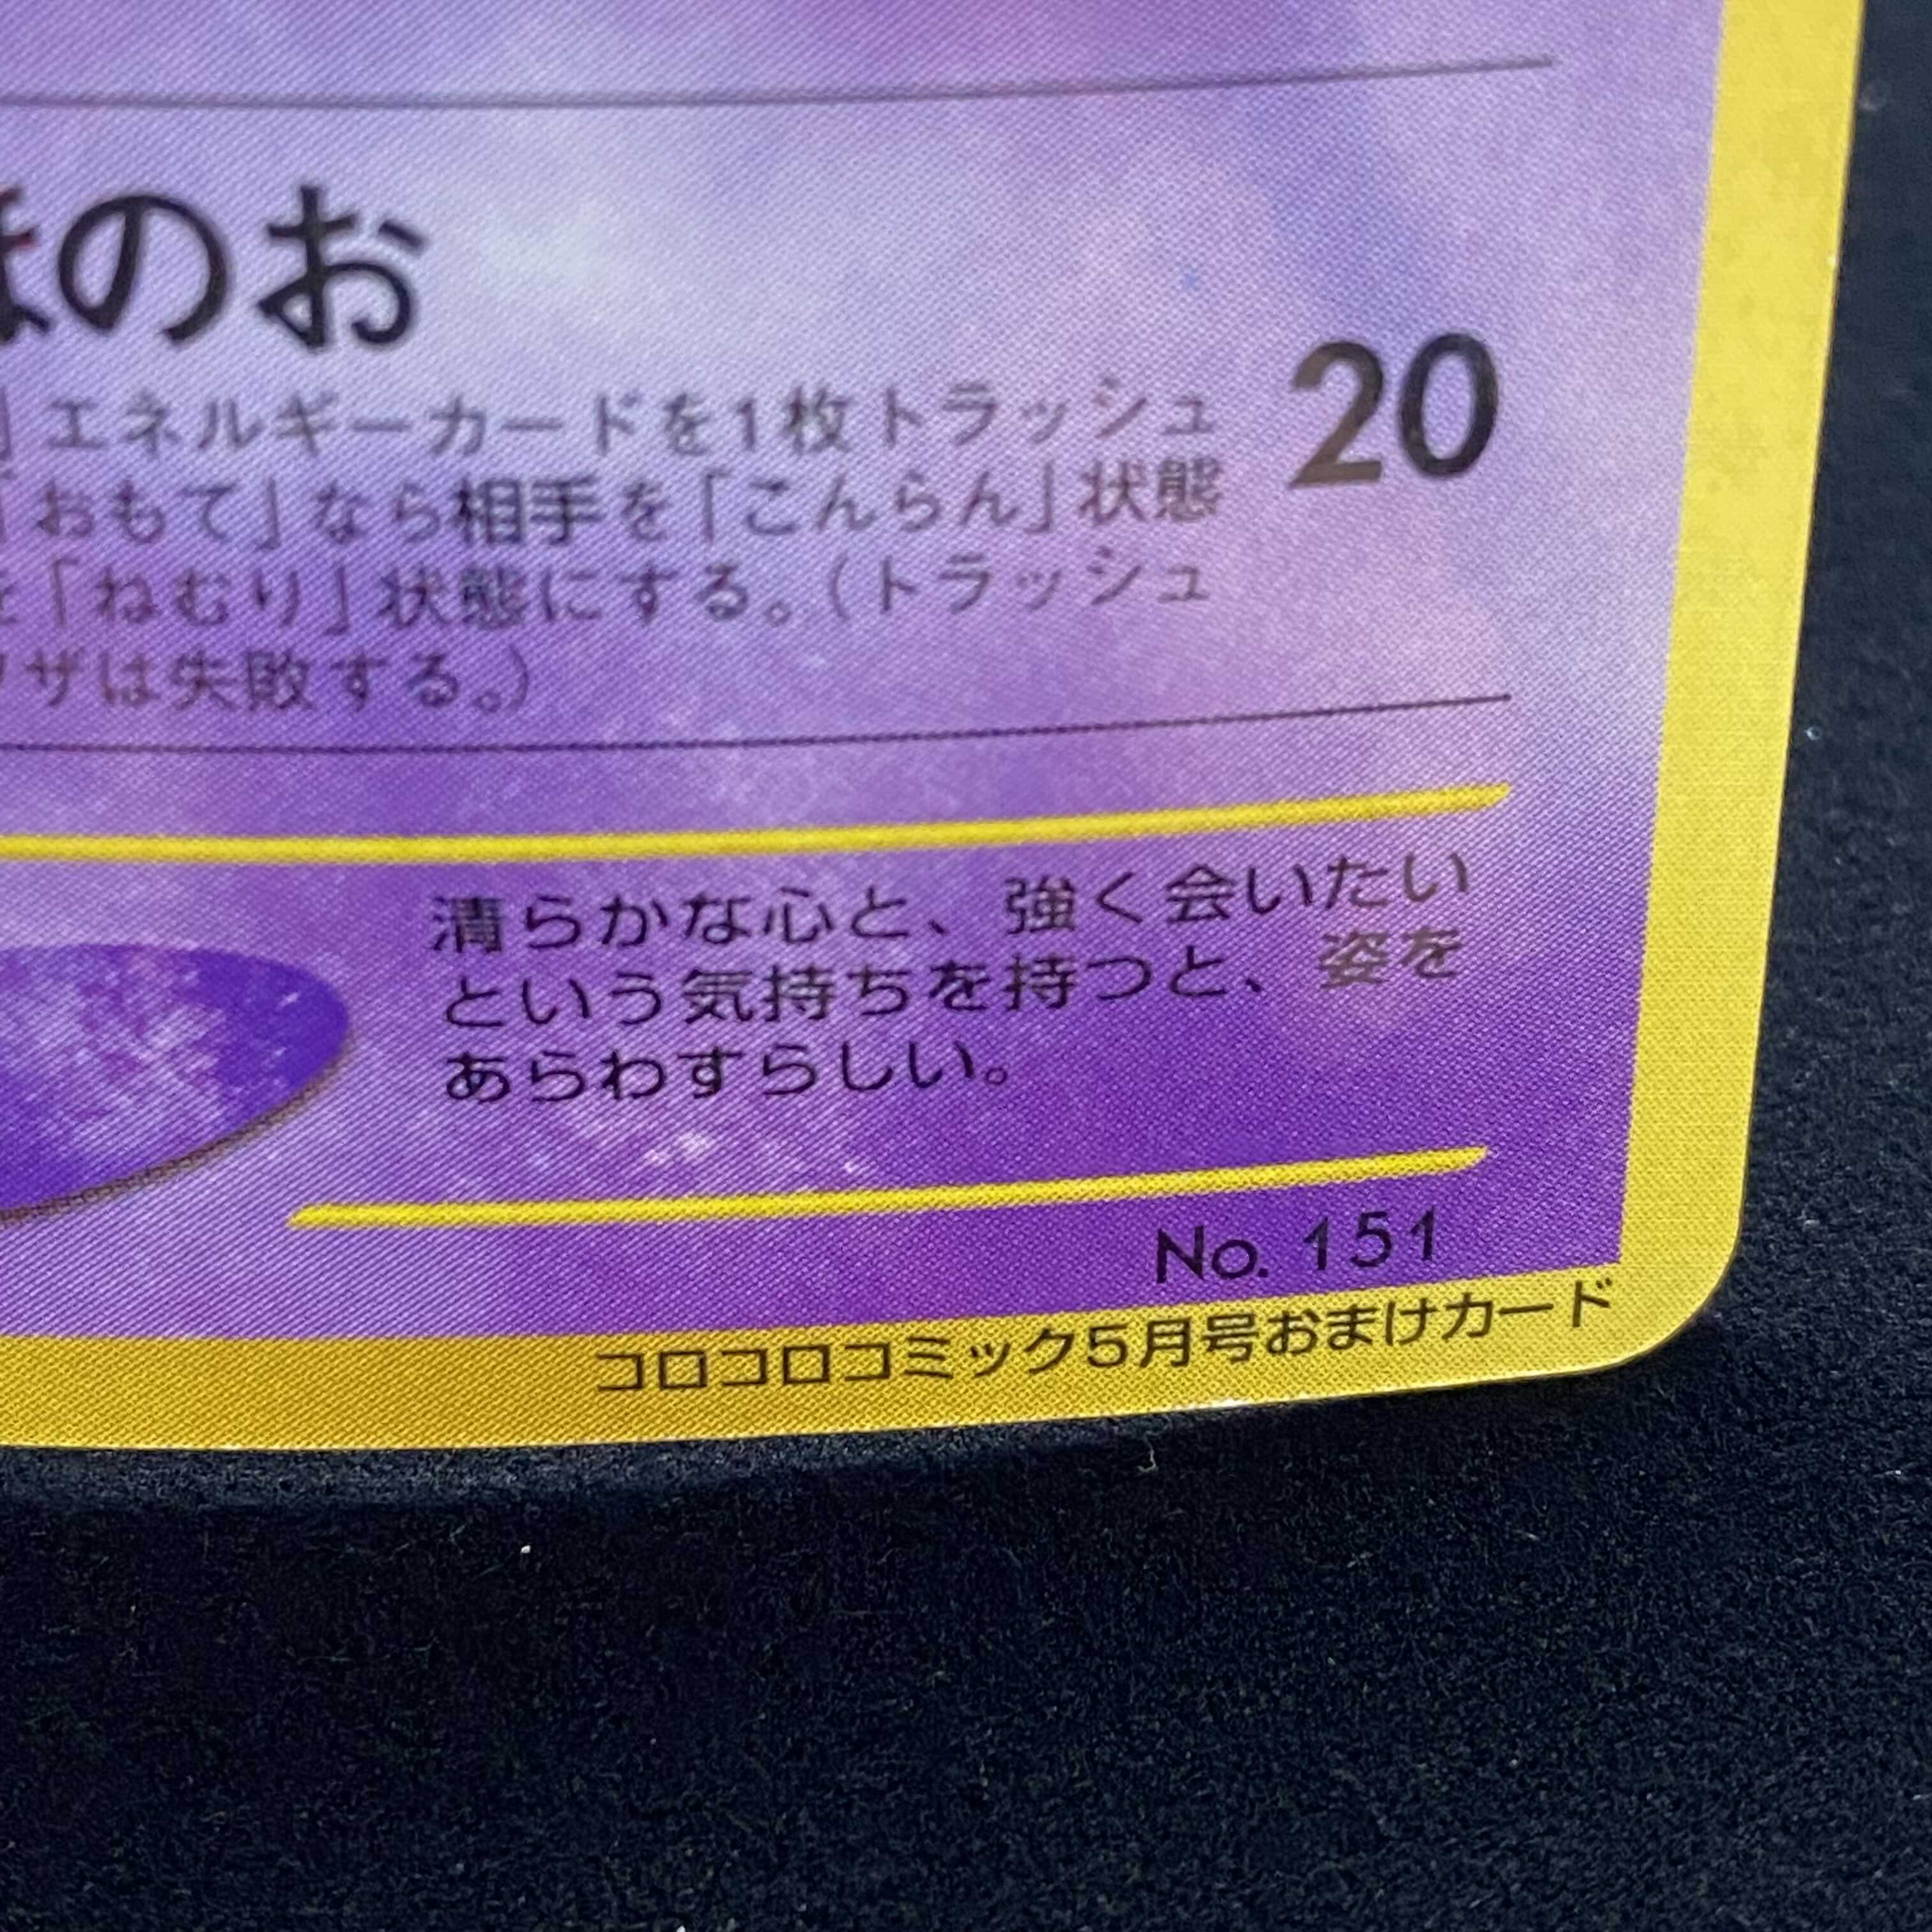 ほのお
20
」エネルギーカードを1枚トラッシュ
「おもて」なら相手を「こんらん」状態
を「ねむり」状態にする。（トラッシュ
ワザは失敗する。）
清らかな心と、強く会いたい
という気持ちを持つと、姿を
あらわすらしい。
No. 151
コロコロコミック5月号おまけカード